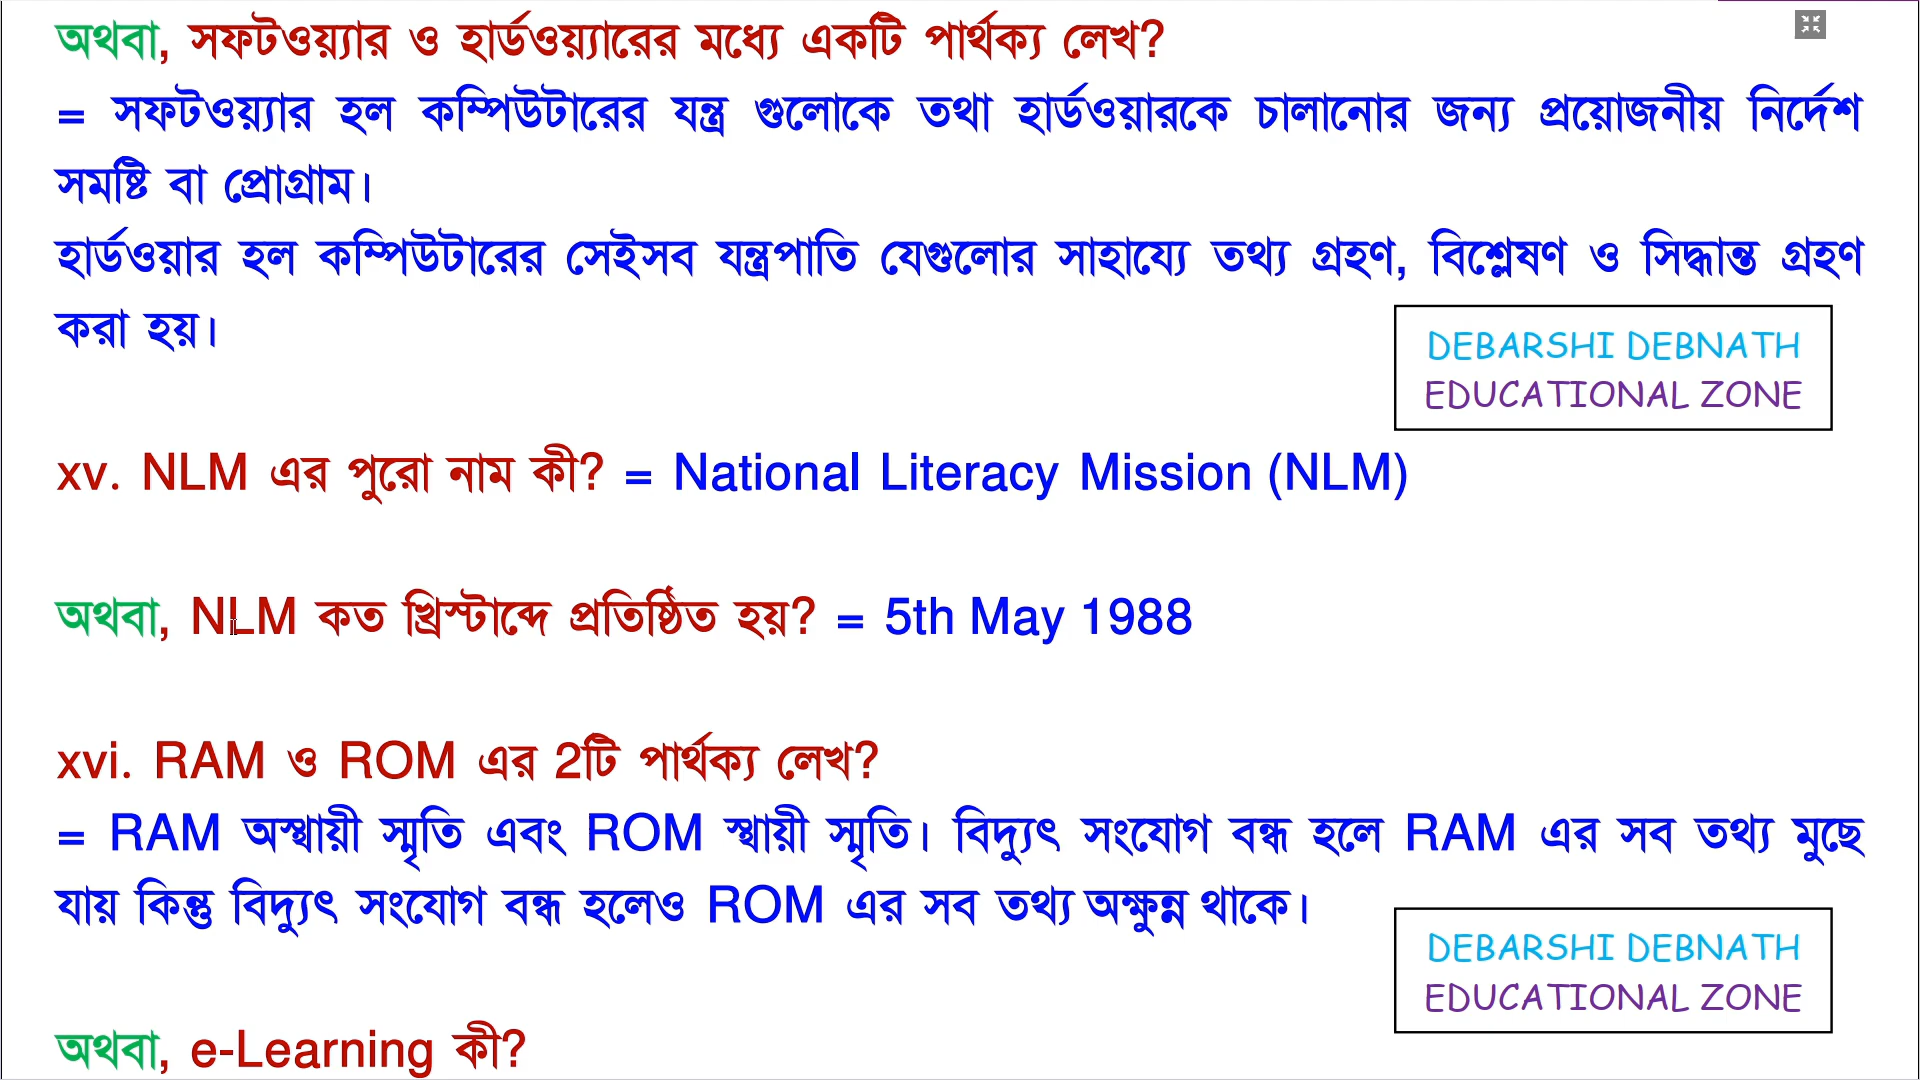 অথবা, সফটওয়্যার ও হার্ডওয়্যারের মধ্যে একটি পার্থক্য লেখ?
= সফটওয়্যার হল কম্পিউটারের যন্ত্র গুলোকে তথা হার্ডওয়ারকে চালানোর জন্য প্রয়োজনীয় নির্দেশ
সমষ্টি বা প্রোগ্রাম।
হার্ডওয়ার হল কম্পিউটারের সেইসব যন্ত্রপাতি যেগুলোর সাহায্যে তথ্য গ্রহণ, বিশ্লেষণ ও সিদ্ধান্ত গ্রহণ
করা হয়।
DEBARSHI DEBNATH
EDUCATIONAL ZONE
xv. NLM এর পুরো নাম কী? = National Literacy Mission (NLM)
অথবা, NLM কত খ্রিস্টাব্দে প্রতিষ্ঠিত হয়? = 5th May 1988
xvi. RAM ও ROM এর 2টি পার্থক্য লেখ?
= RAM অস্থায়ী স্মৃতি এবং ROM স্থায়ী স্মৃতি। বিদ্যুৎ সংযোগ বন্ধ হলে RAM এর সব তথ্য মুছে
যায় কিন্তু বিদ্যুৎ সংযোগ বন্ধ হলেও ROM এর সব তথ্য অক্ষুন্ন থাকে।
DEBARSHI DEBNATH
EDUCATIONAL ZONE
অথবা, e-Learning কী?